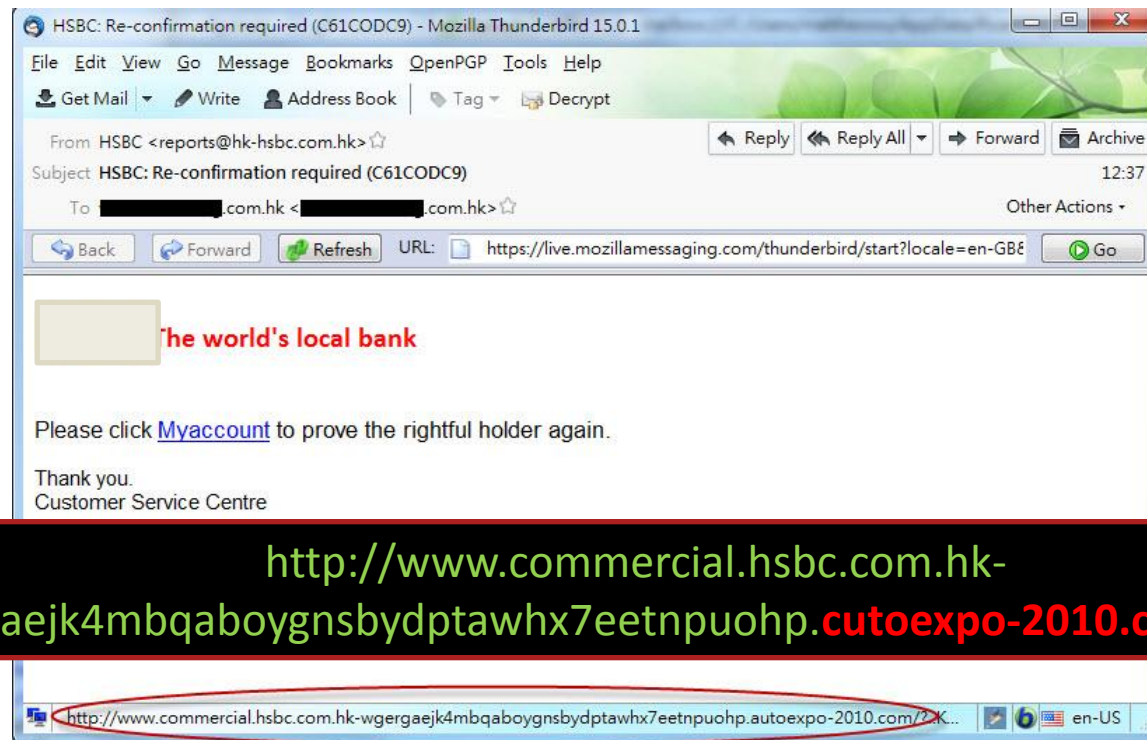 HSBC: Re-confirmation required (C61CODC9) - Mozilla Thunderbird 15.0.1
File Edit View Go Message Bookmarks OpenPGP Tools Help
Get Mail Write Address Book Tag Decrypt
From HSBC <reports@hk-hsbc.com.hk> Reply Reply All Forward Archive
Subject HSBC: Re-confirmation required (C61CODC9) 12:37
To .com.hk < .com.hk> Other Actions
Back Forward Refresh URL: https://live.mozillamessaging.com/thunderbird/start?locale=en-GB& Go
The world's local bank
Please click Myaccount to prove the rightful holder again.
Thank you.
Customer Service Centre
http://www.commercial.hsbc.com.hk-
aejk4mbqaboygnsbydptawhx7eetnpuohp.cutoexpo-2010.c
http://www.commercial.hsbc.com.hk-wgergaejk4mbqaboygnsbydptawhx7eetnpuohp.autoexpo-2010.com/?.K... b en-US